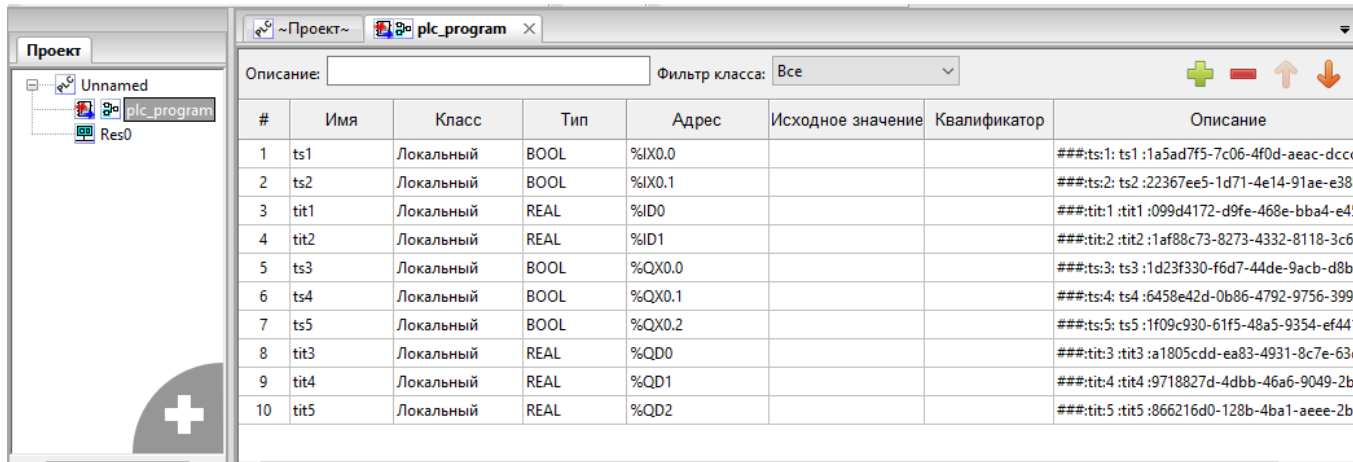 ~Проект~ plc_program
Проект
Unnamed
plc_program
Res0
Описание: Фильтр класса: Все
# Имя Класс Тип Адрес Исходное значение Квалификатор Описание
1 ts1 Локальный BOOL %IX0.0 ###:ts:1: ts1 :1a5ad7f5-7c06-4f0d-aeac-dccc
2 ts2 Локальный BOOL %IX0.1 ###:ts:2: ts2 :22367ee5-1d71-4e14-91ae-e38
3 tit1 Локальный REAL %ID0 ###:tit:1 :tit1 :099d4172-d9fe-468e-bba4-e4
4 tit2 Локальный REAL %ID1 ###:tit:2 :tit2 :1af88c73-8273-4332-8118-3c6
5 ts3 Локальный BOOL %QX0.0 ###:ts:3: ts3 :1d23f330-f6d7-44de-9acb-d8b
6 ts4 Локальный BOOL %QX0.1 ###:ts:4: ts4 :6458e42d-0b86-4792-9756-399
7 ts5 Локальный BOOL %QX0.2 ###:ts:5: ts5 :1f09c930-61f5-48a5-9354-ef44
8 tit3 Локальный REAL %QD0 ###:tit:3 :tit3 :a1805cdd-ea83-4931-8c7e-63
9 tit4 Локальный REAL %QD1 ###:tit:4 :tit4 :9718827d-4dbb-46a6-9049-2b
10 tit5 Локальный REAL %QD2 ###:tit:5 :tit5 :866216d0-128b-4ba1-aeee-2b